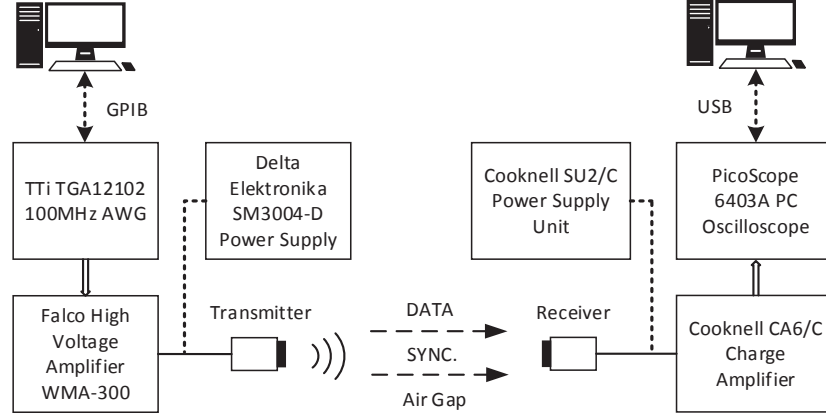 GPIB
USB
TTi TGA12102
100MHz AWG
Delta
Elektronika
SM3004-D
Power Supply
Cooknell SU2/C
Power Supply
Unit
PicoScope
6403A PC
Oscilloscope
Falco High
Voltage
Amplifier
WMA-300
Transmitter
DATA
SYNC.
Air Gap
Receiver
Cooknell CA6/C
Charge
Amplifier